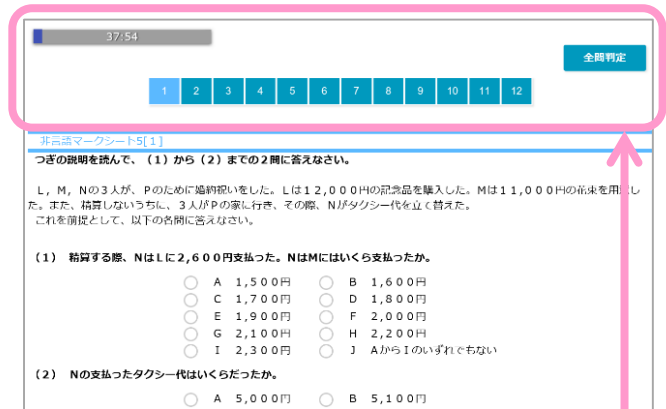 37:54
全問判定
1 2 3 4 5 6 7 8 9 10 11 12
非言語マークシート5[1]
つぎの説明を読んで、(1)から(2)までの2問に答えなさい。
L,M,Nの3人が、Pのために婚約祝いをした。Lは12,000円の記念品を購入した。Mは11,000円の花束を用意し
た。また、精算しないうちに、3人がPの家に行き、その際、Nがタクシー代を立て替えた。
これを前提として、以下の各問に答えなさい。
(1) 精算する際、NはLに2,600円支払った。NはMにはいくら支払ったか。
A 1,500円 B 1,600円
C 1,700円 D 1,800円
E 1,900円 F 2,000円
G 2,100円 H 2,200円
I 2,300円 J AからIのいずれでもない
(2) Nの支払ったタクシー代はいくらだったか。
A 5,000円 B 5,100円